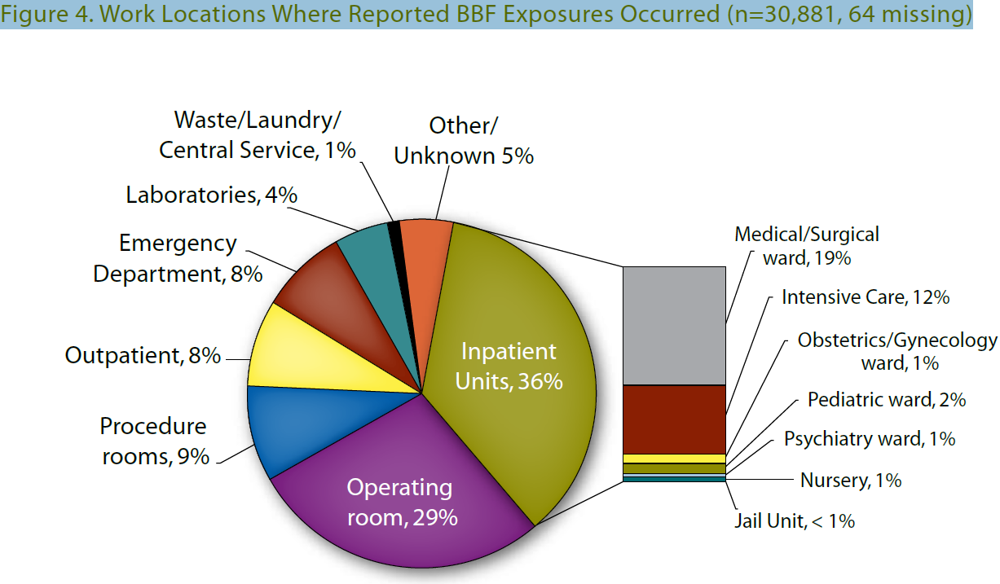 Figure 4. Work Locations Where Reported BBF Exposures Occurred (n=30,881, 64 missing)
Waste/Laundry/
Central Service, 1%
Other/
Unknown 5%
Laboratories, 4%
Emergency
Department, 8%
Outpatient, 8%
Procedure
rooms, 9%
Operating
room, 29%
Inpatient
Units, 36%
Medical/Surgical
ward, 19%
Intensive Care, 12%
Obstetrics/Gynecology
ward, 1%
Pediatric ward, 2%
Psychiatry ward, 1%
Nursery, 1%
Jail Unit, < 1%